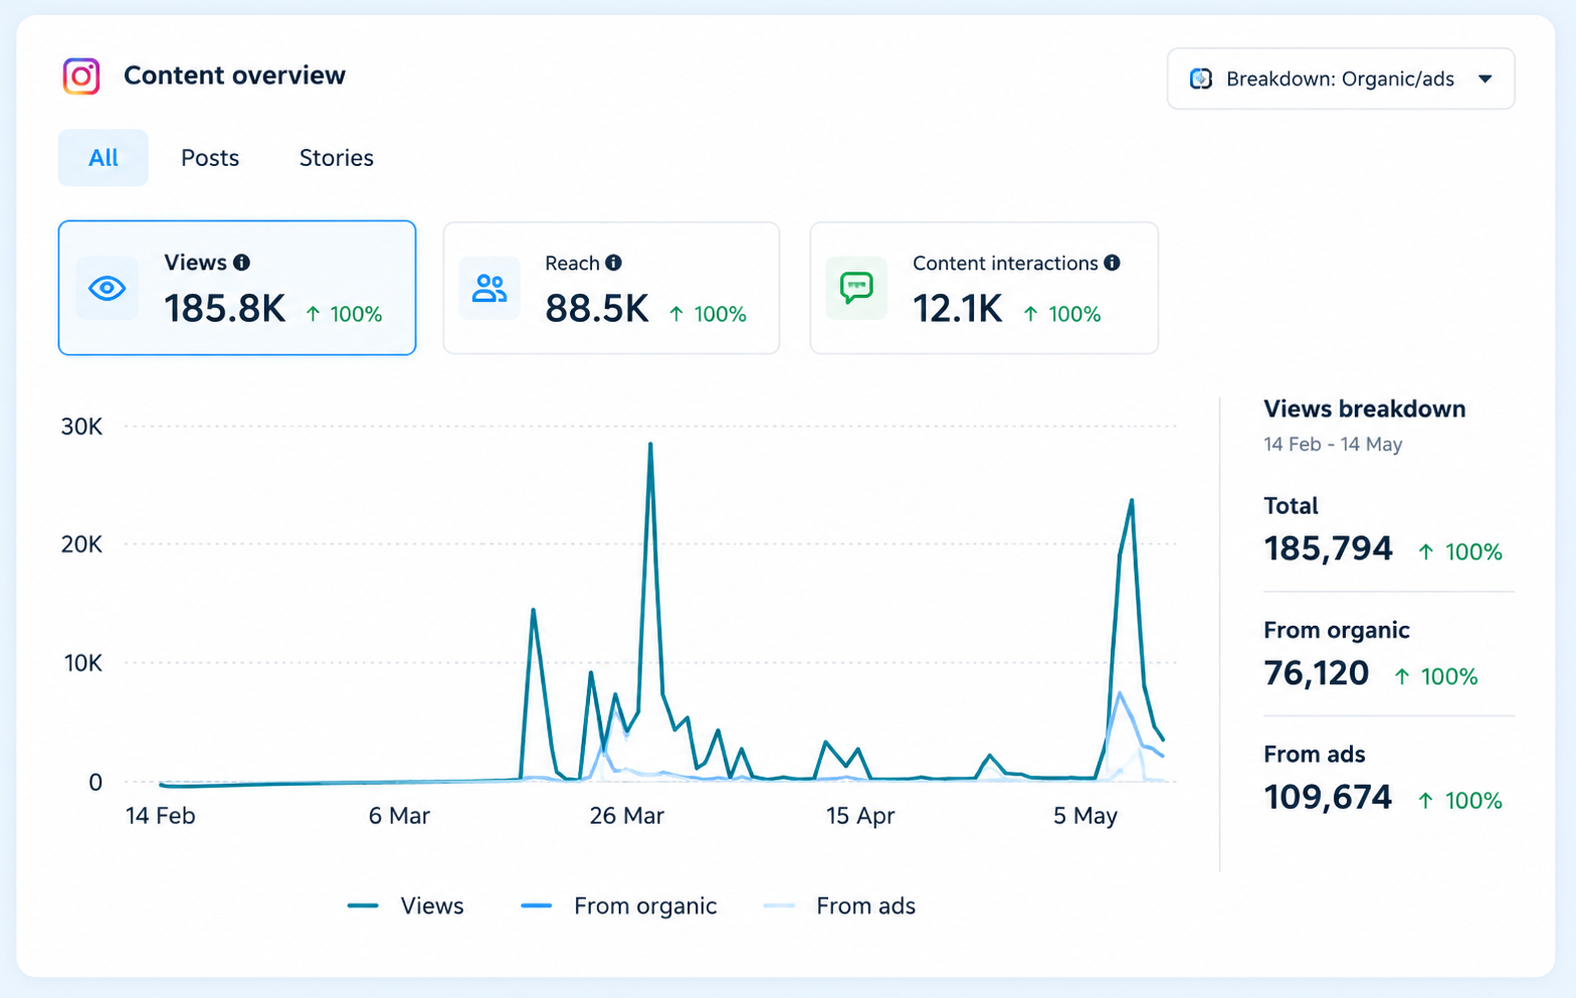 Content overview
Breakdown: Organic/ads
All
Posts
Stories
Views
185.8K ↑ 100%
Reach
88.5K ↑ 100%
Content interactions
12.1K ↑ 100%
30K
20K
10K
0
14 Feb
6 Mar
26 Mar
15 Apr
5 May
Views
From organic
From ads
Views breakdown
14 Feb - 14 May
Total
185,794 ↑ 100%
From organic
76,120 ↑ 100%
From ads
109,674 ↑ 100%